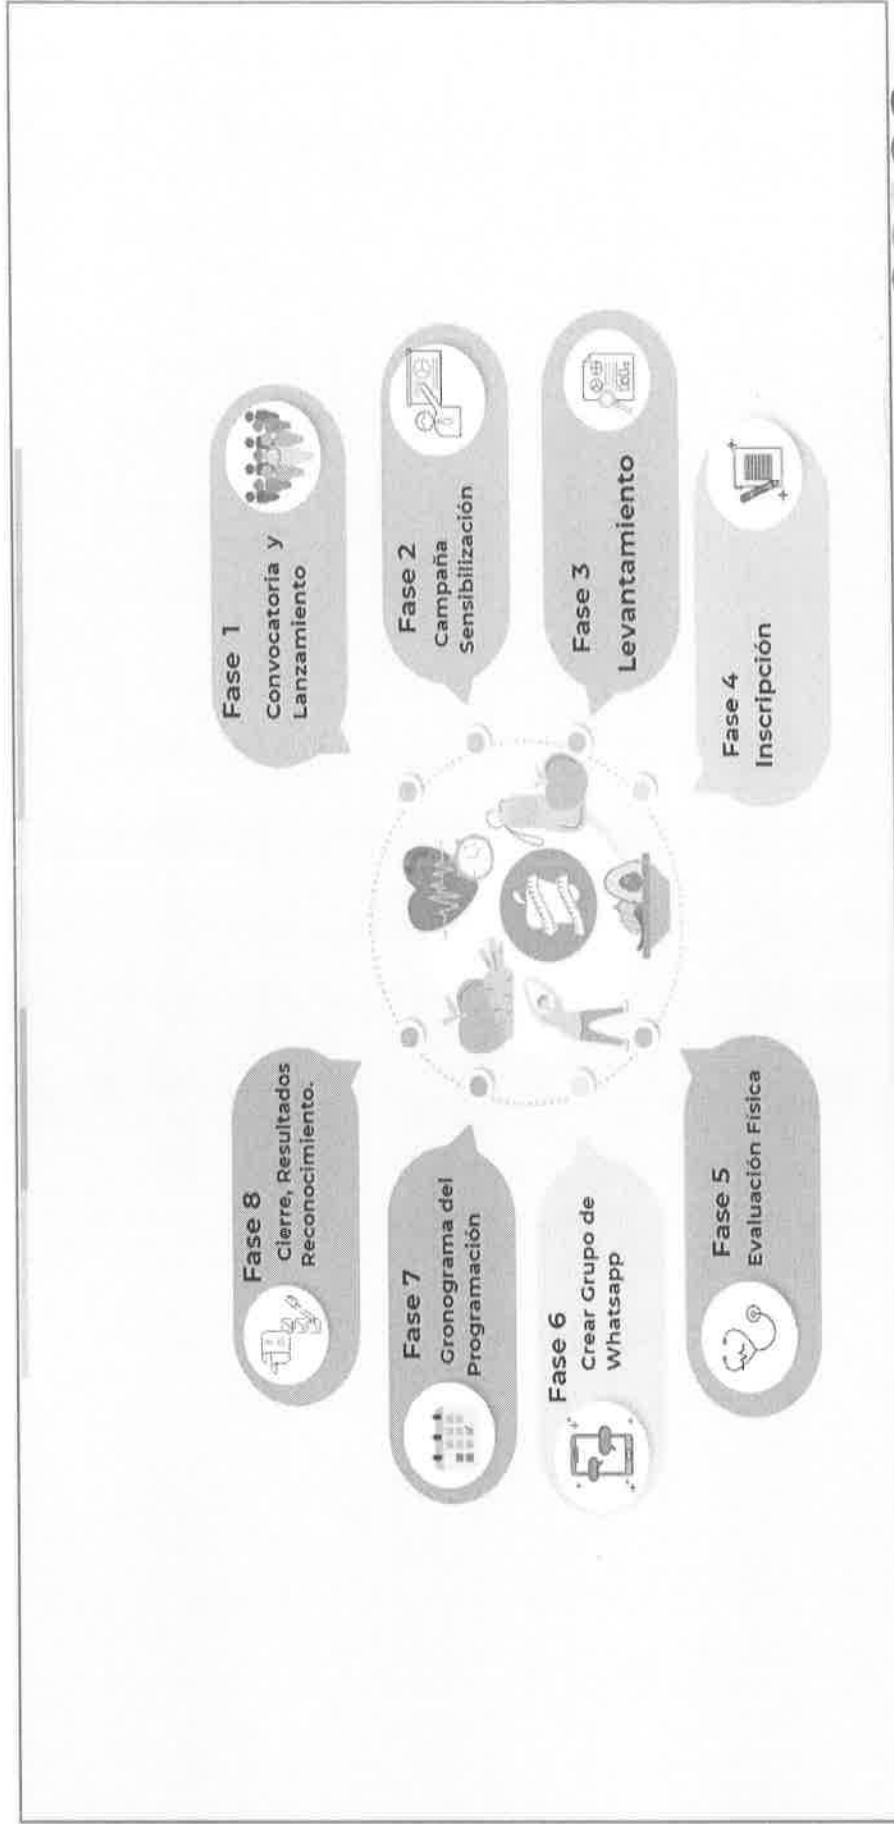 Fase 1
Convocatoria y
Lanzamiento
Fase 2
Campaña
Sensibilización
Fase 3
Levantamiento
Fase 4
Inscripción
Fase 5
Evaluación Física
Fase 6
Crear Grupo de
Whatsapp
Fase 7
Gronograma del
Programación
Fase 8
Cierre, Resultados
Reconocimiento.